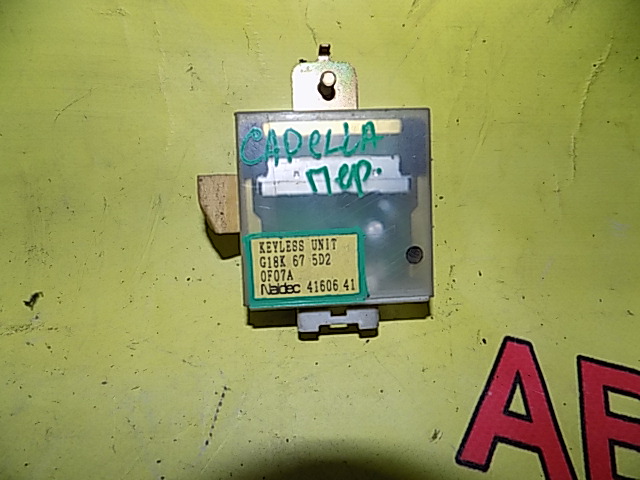 CAPELLA
пер.
KEYLESS UNIT
G18K 67 5D2
0F07A
Naldec 41606 41
AE